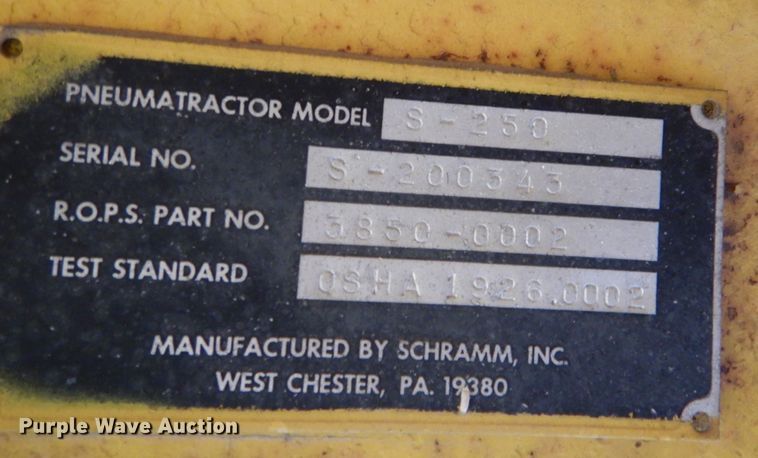 PNEUMATRACTOR MODEL S-250
SERIAL NO. S-200343
R.O.P.S. PART NO. 3850-0002
TEST STANDARD OSHA 1926.0002
MANUFACTURED BY SCHRAMM, INC.
WEST CHESTER, PA. 19380
Purple Wave Auction